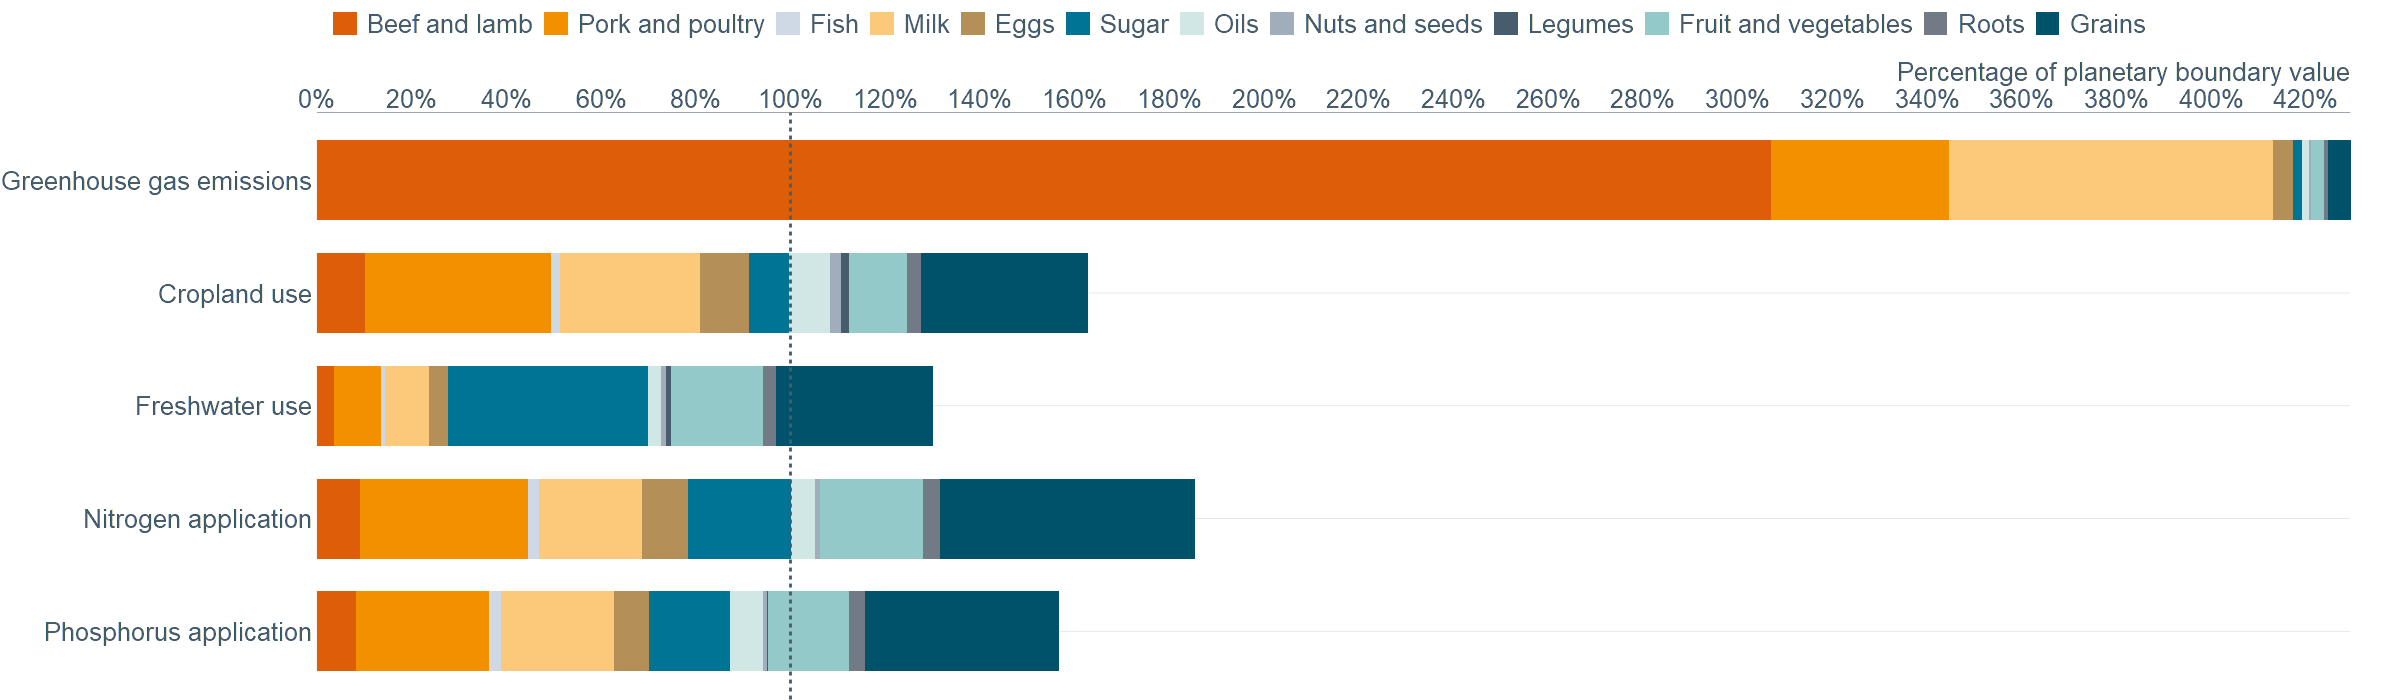 Beef and lamb Pork and poultry Fish Milk Eggs Sugar Oils Nuts and seeds Legumes Fruit and vegetables Roots Grains
Percentage of planetary boundary value
0% 20% 40% 60% 80% 100% 120% 140% 160% 180% 200% 220% 240% 260% 280% 300% 320% 340% 360% 380% 400% 420%
Greenhouse gas emissions
Cropland use
Freshwater use
Nitrogen application
Phosphorus application